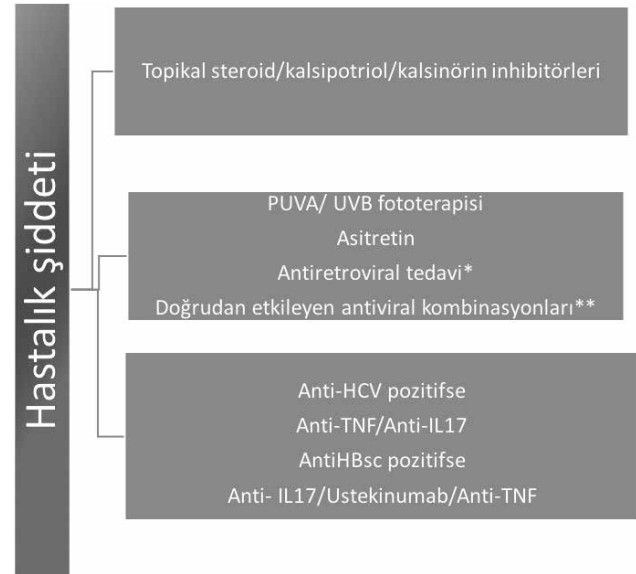 Hastalık şiddeti
Topikal steroid/kalsipotriol/kalsinörin inhibitörleri
PUVA/ UVB fototerapisi
Asitretin
Antiretroviral tedavi*
Doğrudan etkileyen antiviral kombinasyonları**
Anti-HCV pozitifse
Anti-TNF/Anti-IL17
AntiHBsc pozitifse
Anti- IL17/Ustekinumab/Anti-TNF